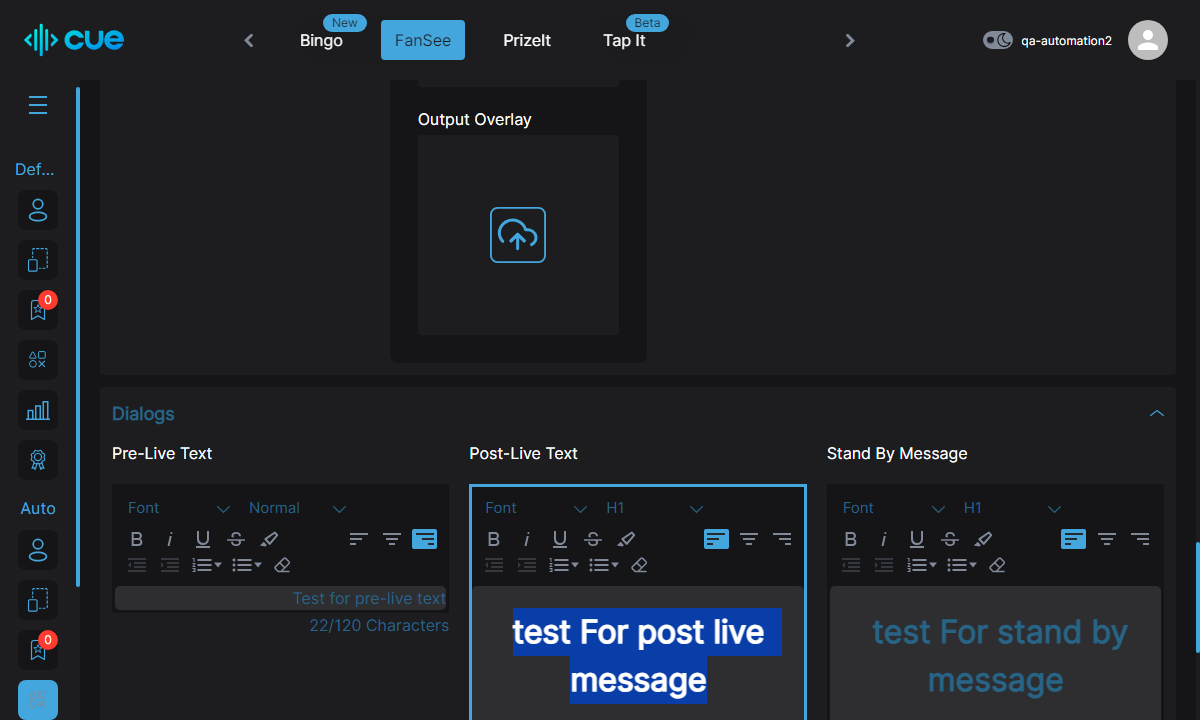 cue
Bingo
New
FanSee
PrizeIt
Tap It
Beta
qa-automation2
Def...
0
Auto
0
Output Overlay
Dialogs
Pre-Live Text
Font
Normal
B i U S
Test for pre-live text
22/120 Characters
Post-Live Text
Font
H1
B i U S
test For post live
message
Stand By Message
Font
H1
B i U S
test For stand by
message